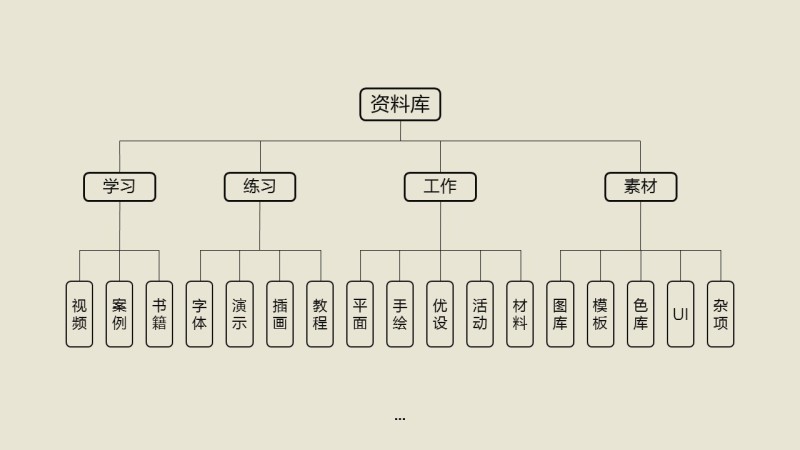 资料库
学习
练习
工作
素材
视频
案例
书籍
字体
演示
插画
教程
平面
手绘
优设
活动
材料
图库
模板
色库
UI
杂项
...